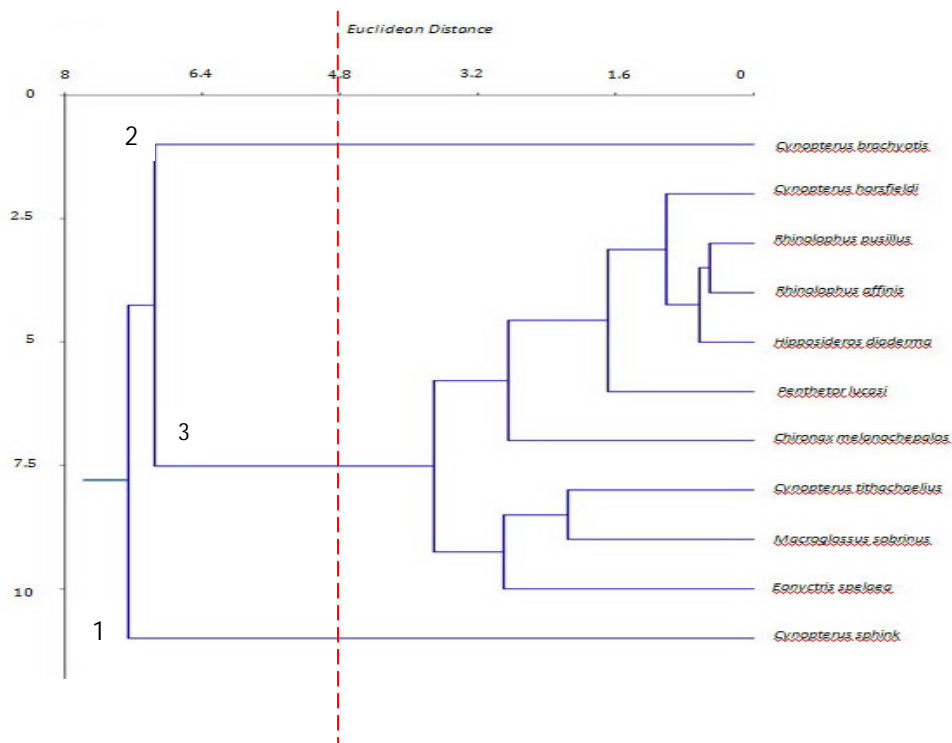 Euclidean Distance
8 6.4 4.8 3.2 1.6 0
0
2 Cynopterus brachyotis
Cynopterus horsfieldi
2.5
Rhinolophus pusillus
Rhinolophus affinis
5 Hipposideros diaderma
Penthetor lucasi
3
Chironax melanochepalos
7.5
Cynopterus tithachaelius
Macroglossus sobrinus
10 Eonyctris spelaea
1 Cynopterus sphink